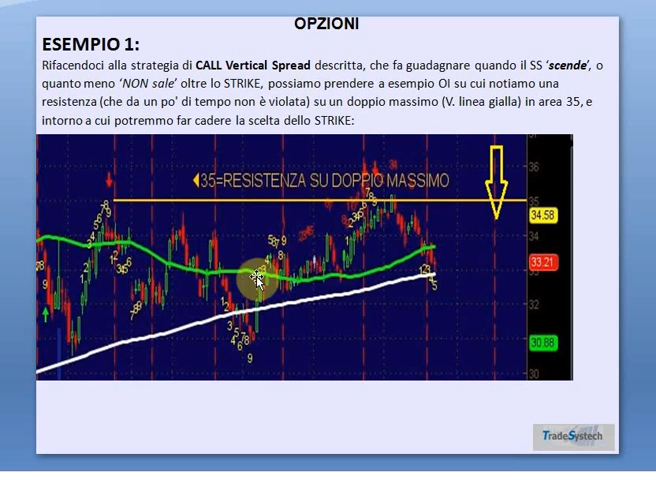 OPZIONI
ESEMPIO 1:
Rifacendoci alla strategia di CALL Vertical Spread descritta, che fa guadagnare quando il SS ‘scende’, o
quanto meno ‘NON sale’ oltre lo STRIKE, possiamo prendere a esempio OI su cui notiamo una
resistenza (che da un po' di tempo non è violata) su un doppio massimo (V. linea gialla) in area 35, e
intorno a cui potremmo far cadere la scelta dello STRIKE:
35=RESISTENZA SU DOPPIO MASSIMO
36
35
34.58
34
33.21
33
32
30.88
30
TradeSystech